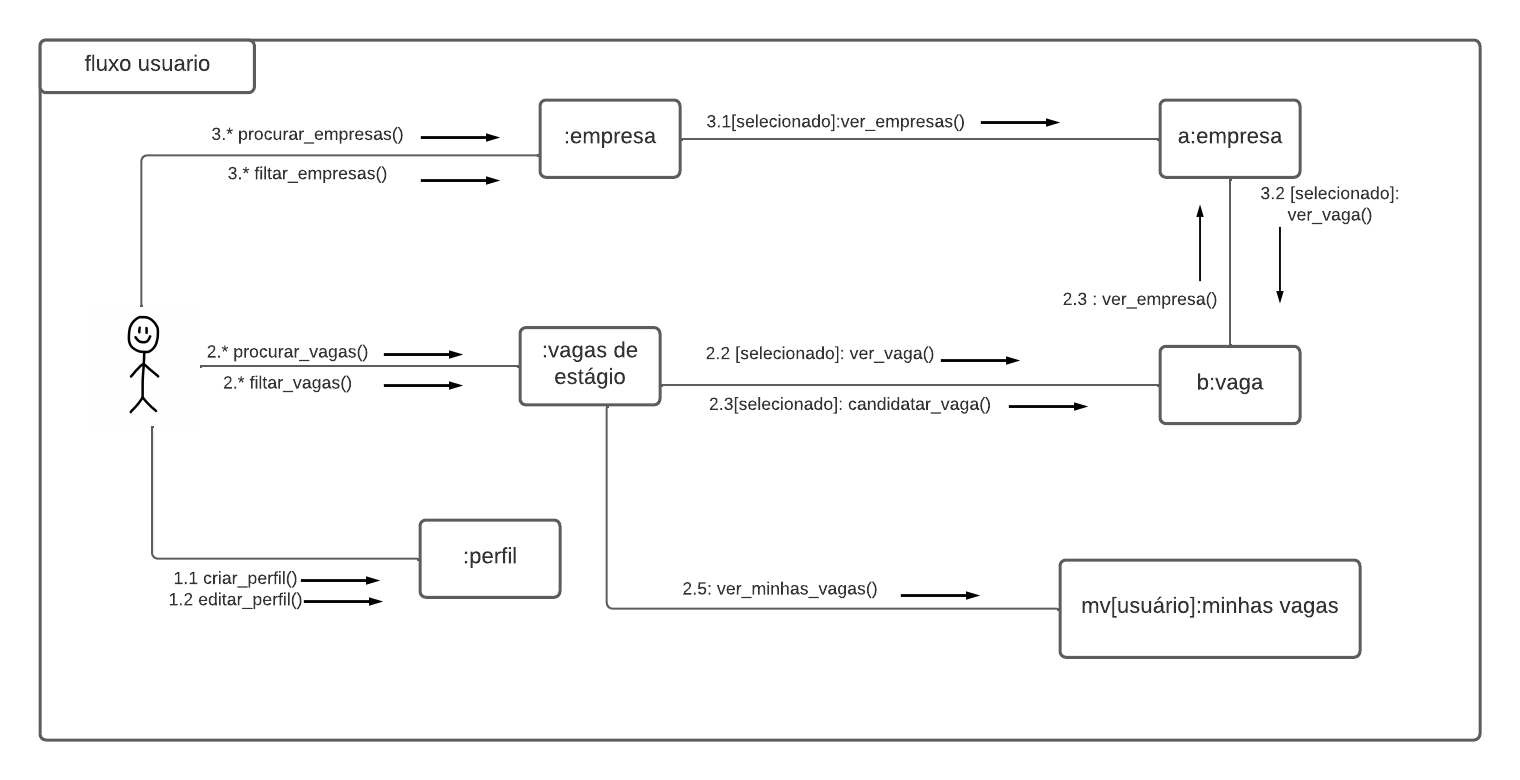 fluxo usuario
3.* procurar_empresas()
3.* filtar_empresas()
:empresa
3.1[selecionado]:ver_empresas()
a:empresa
3.2 [selecionado]:
ver_vaga()
2.3 : ver_empresa()
2.* procurar_vagas()
2.* filtar_vagas()
:vagas de
estágio
2.2 [selecionado]: ver_vaga()
2.3[selecionado]: candidatar_vaga()
b:vaga
1.1 criar_perfil()
1.2 editar_perfil()
:perfil
2.5: ver_minhas_vagas()
mv[usuário]:minhas vagas